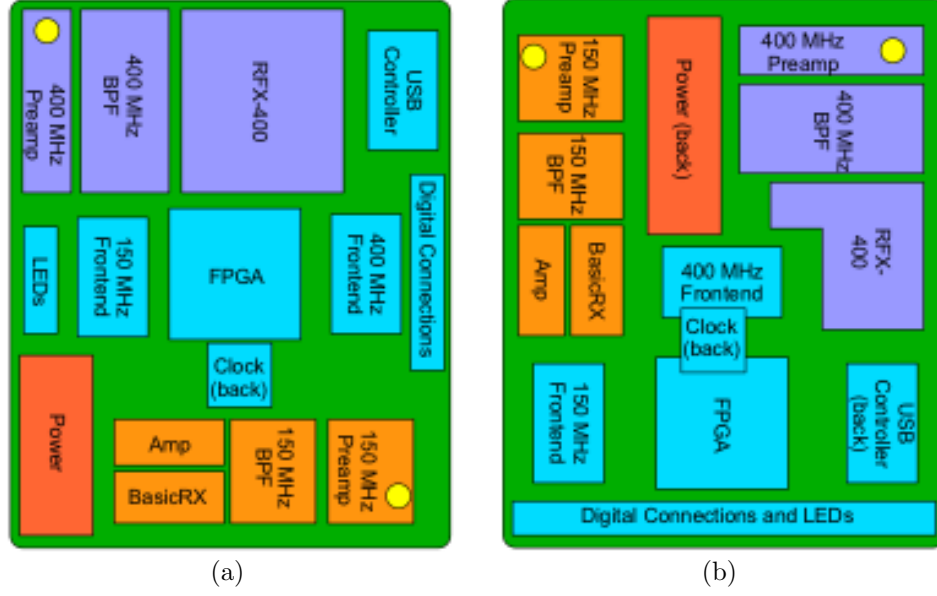 400 MHz
Preamp
400 MHz
BPF
RFX-400
USB
Controller
Digital Connections
LEDs
150 MHz
Frontend
FPGA
400 MHz
Frontend
Clock
(back)
Power
Amp
BasicRX
150 MHz
BPF
150 MHz
Preamp
(a)
150 MHz
Preamp
Power (back)
400 MHz
Preamp
400 MHz
BPF
150 MHz
BPF
RFX-
400
Amp
BasicRX
400 MHz
Frontend
Clock
(back)
150 MHz
Frontend
FPGA
USB
Controller
(back)
Digital Connections and LEDs
(b)